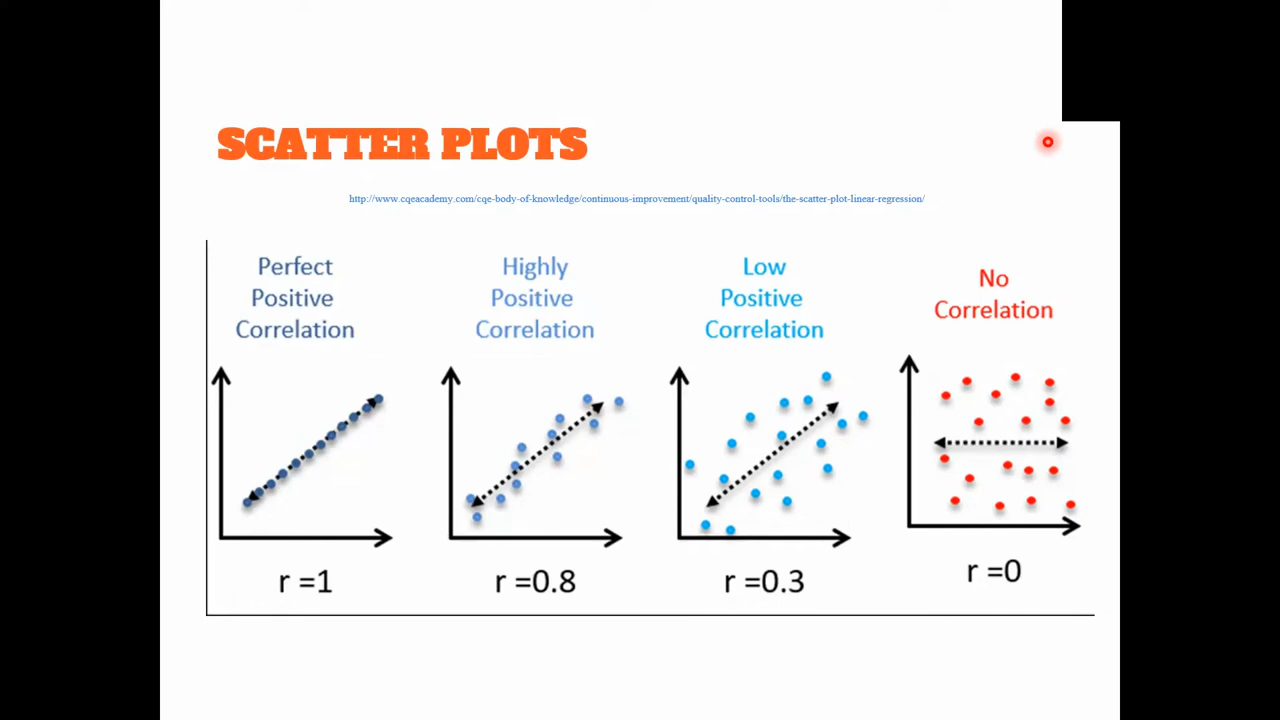 SCATTER PLOTS
http://www.cqeacademy.com/cqe-body-of-knowledge/continuous-improvement/quality-control-tools/the-scatter-plot-linear-regression/
Perfect
Positive
Correlation
r =1
Highly
Positive
Correlation
r =0.8
Low
Positive
Correlation
r =0.3
No
Correlation
r =0